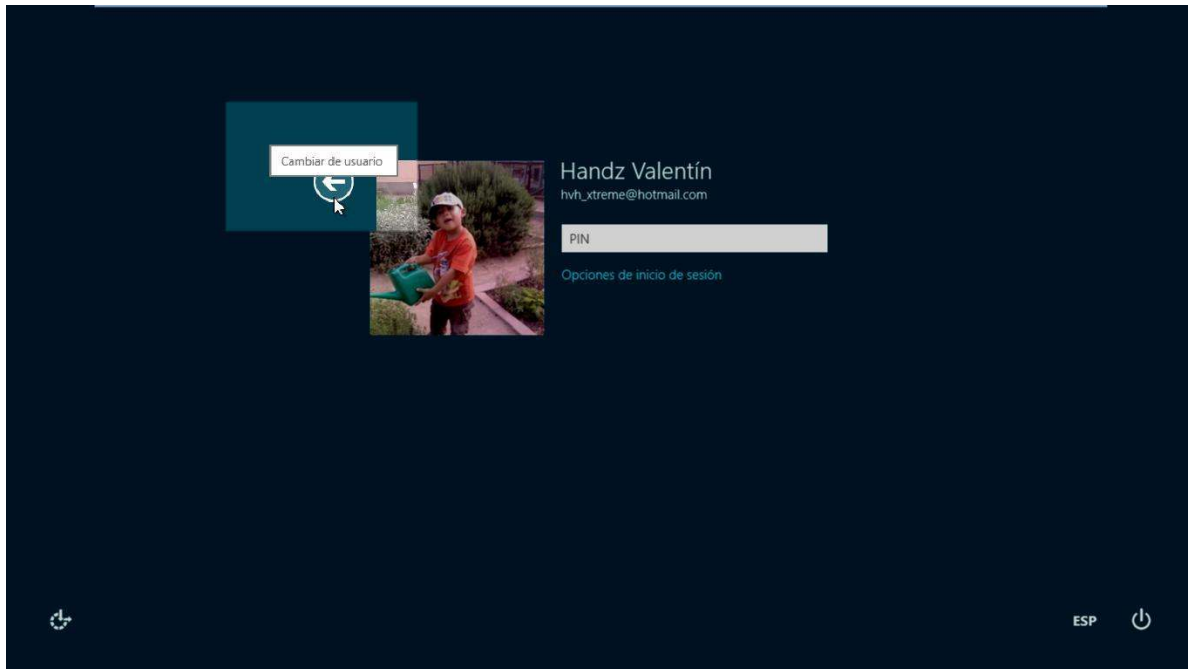 Cambiar de usuario
Handz Valentín
hvh_xtreme@hotmail.com
PIN
Opciones de inicio de sesión
ESP